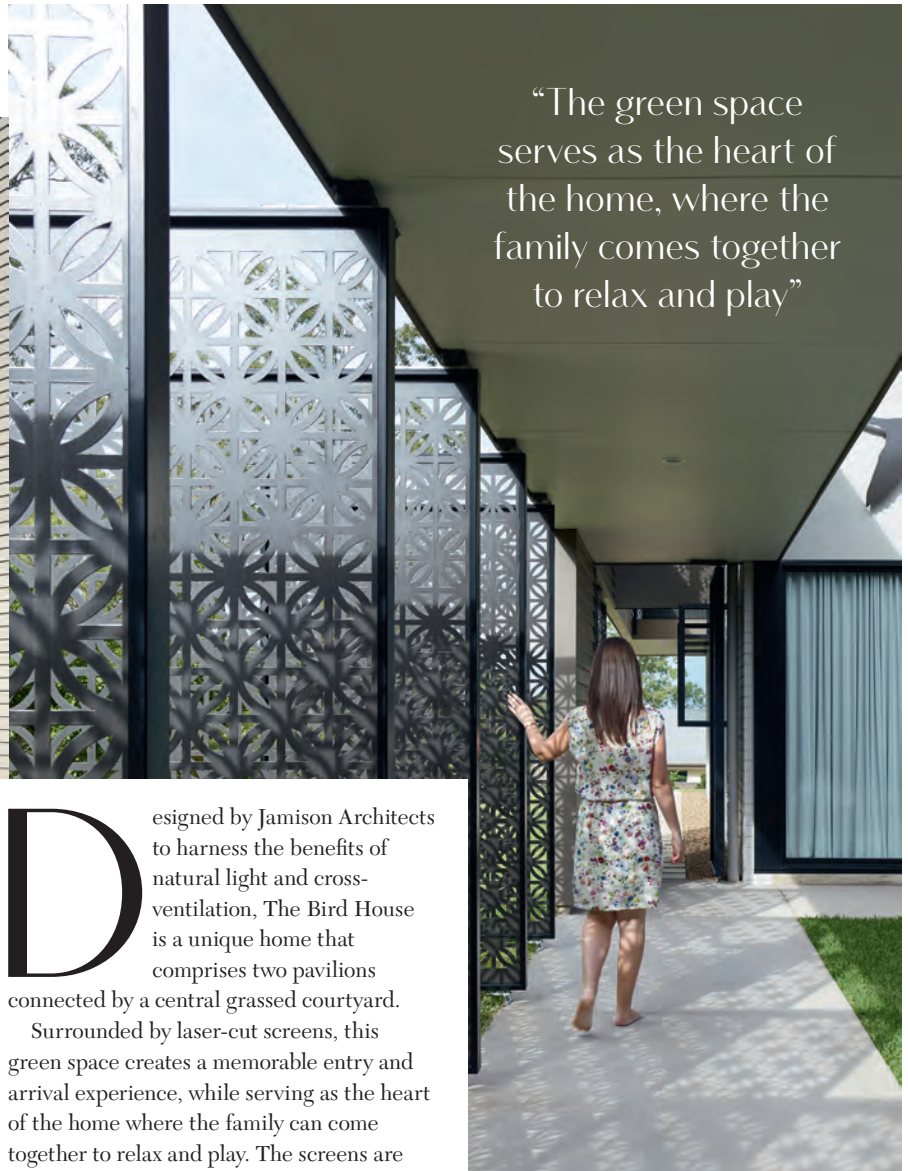 “The green space
serves as the heart of
the home, where the
family comes together
to relax and play”
Designed by Jamison Architects
to harness the benefits of
natural light and cross-
ventilation, The Bird House
is a unique home that
comprises two pavilions
connected by a central grassed courtyard.
Surrounded by laser-cut screens, this
green space creates a memorable entry and
arrival experience, while serving as the heart
of the home where the family can come
together to relax and play. The screens are